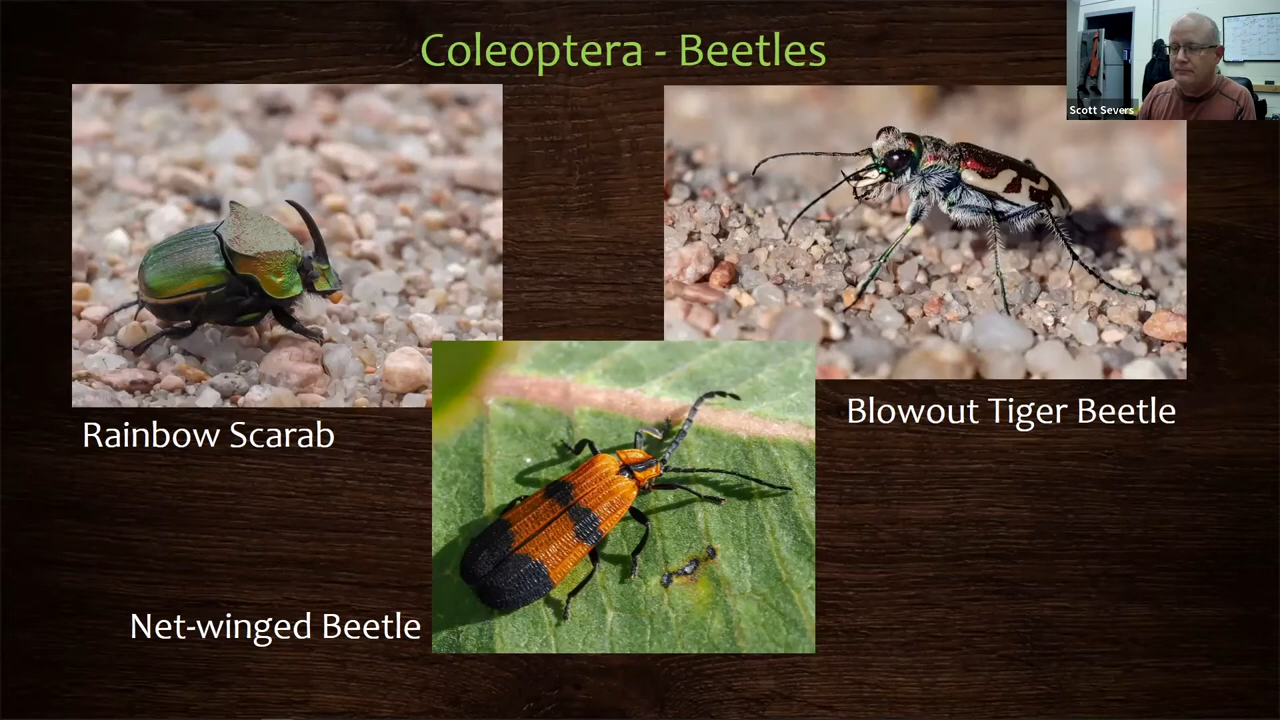 Coleoptera - Beetles
Scott Severs
Rainbow Scarab
Blowout Tiger Beetle
Net-winged Beetle